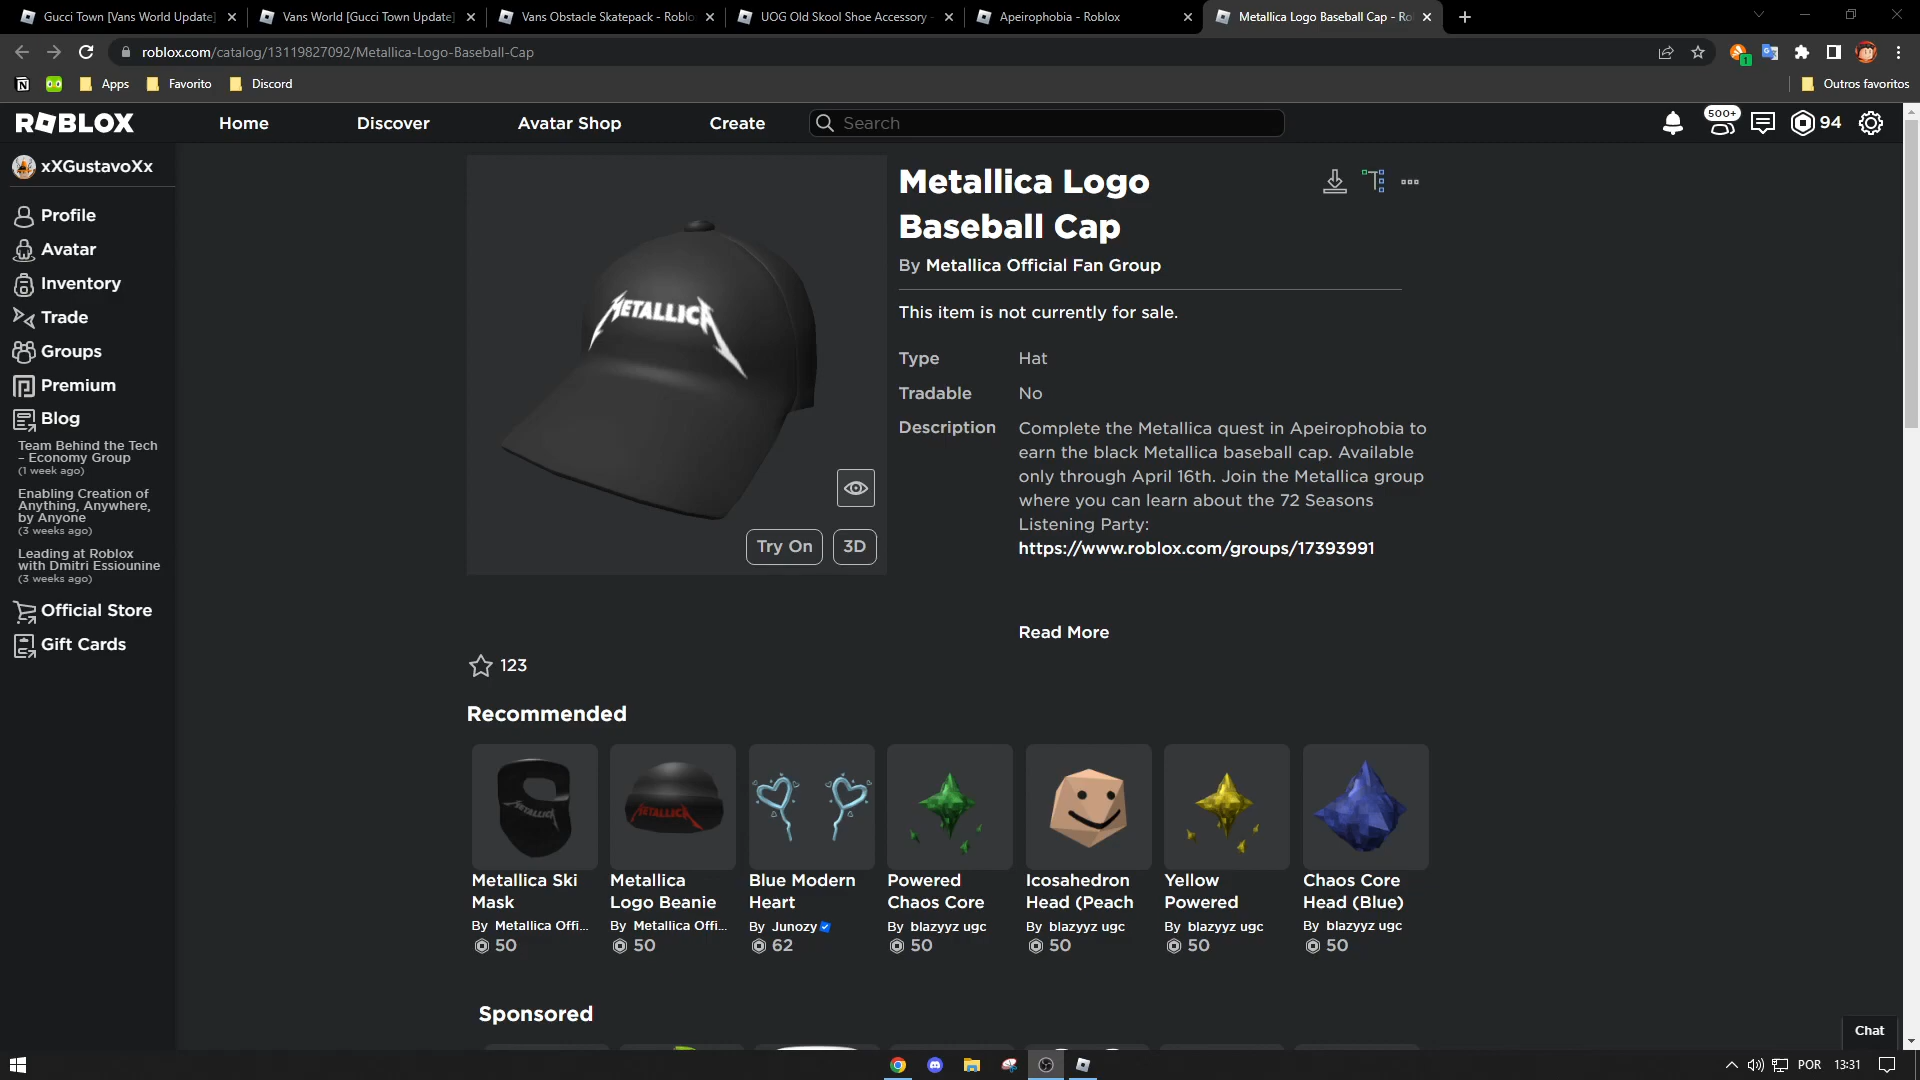 Gucci Town [Vans World Update]
Vans World [Gucci Town Update]
Vans Obstacle Skatepack - Roblo
UOG Old Skool Shoe Accessory -
Apeirophobia - Roblox
Metallica Logo Baseball Cap - Ro
roblox.com/catalog/13119827092/Metallica-Logo-Baseball-Cap
1
Apps
Favorito
Discord
Outros favoritos
ROBLOX
Home
Discover
Avatar Shop
Create
Search
500+
94
xXGustavoXx
Profile
Avatar
Inventory
Trade
Groups
Premium
Blog
Team Behind the Tech
– Economy Group
(1 week ago)
Enabling Creation of
Anything, Anywhere,
by Anyone
(3 weeks ago)
Leading at Roblox
with Dmitri Essiounine
(3 weeks ago)
Official Store
Gift Cards
METALLICA
Try On
3D
Metallica Logo
Baseball Cap
By Metallica Official Fan Group
This item is not currently for sale.
Type Hat
Tradable No
Description Complete the Metallica quest in Apeirophobia to
earn the black Metallica baseball cap. Available
only through April 16th. Join the Metallica group
where you can learn about the 72 Seasons
Listening Party:
https://www.roblox.com/groups/17393991
Read More
123
Recommended
METALLICA
METALLICA
Metallica Ski
Mask
By Metallica Offi...
50
Metallica
Logo Beanie
By Metallica Offi...
50
Blue Modern
Heart
By Junozy
62
Powered
Chaos Core
By blazyyz ugc
50
Icosahedron
Head (Peach
By blazyyz ugc
50
Yellow
Powered
By blazyyz ugc
50
Chaos Core
Head (Blue)
By blazyyz ugc
50
Sponsored
Chat
POR
13:31